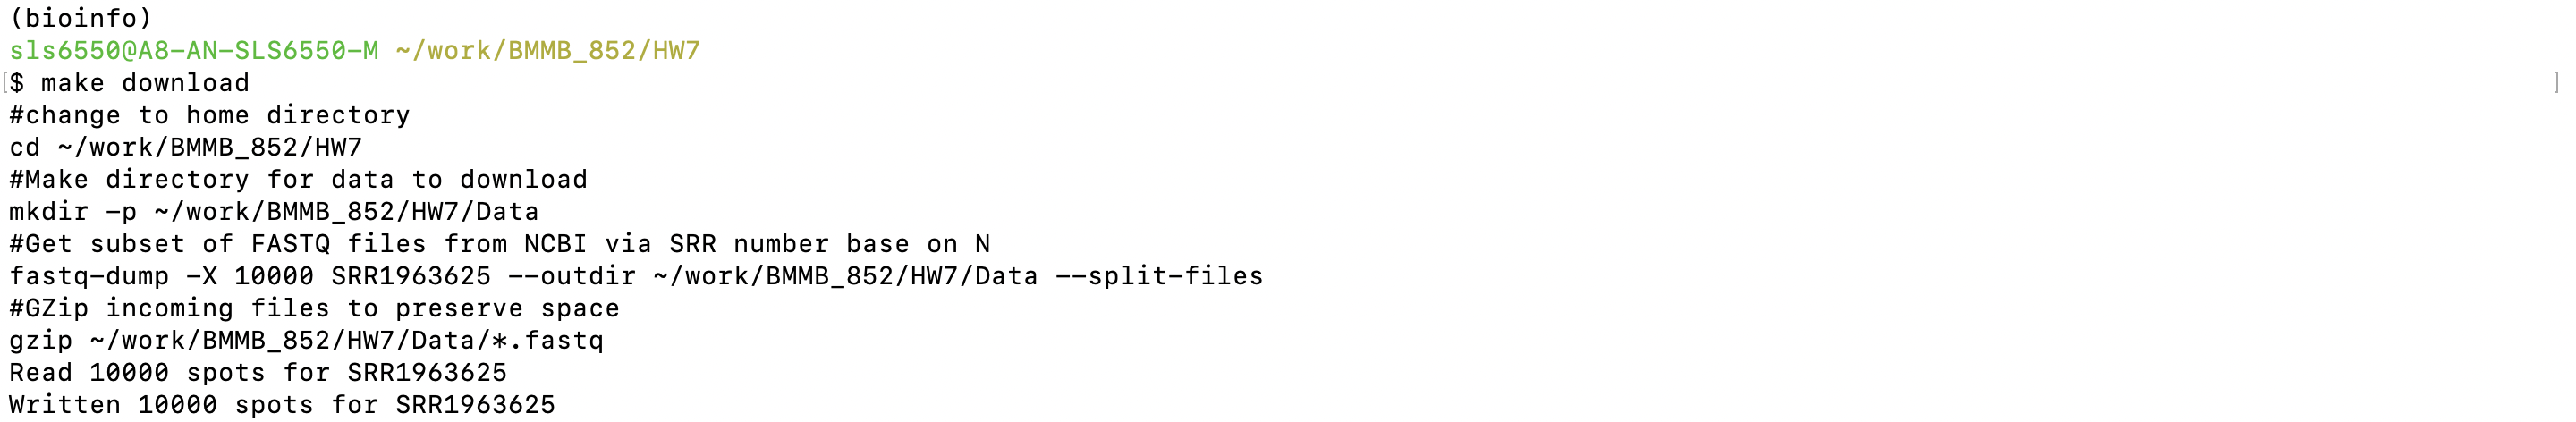 (bioinfo)
sls6550@A8-AN-SLS6550-M ~/work/BMMB_852/HW7
[$ make download ]
#change to home directory
cd ~/work/BMMB_852/HW7
#Make directory for data to download
mkdir -p ~/work/BMMB_852/HW7/Data
#Get subset of FASTQ files from NCBI via SRR number base on N
fastq-dump -X 10000 SRR1963625 --outdir ~/work/BMMB_852/HW7/Data --split-files
#GZip incoming files to preserve space
gzip ~/work/BMMB_852/HW7/Data/*.fastq
Read 10000 spots for SRR1963625
Written 10000 spots for SRR1963625